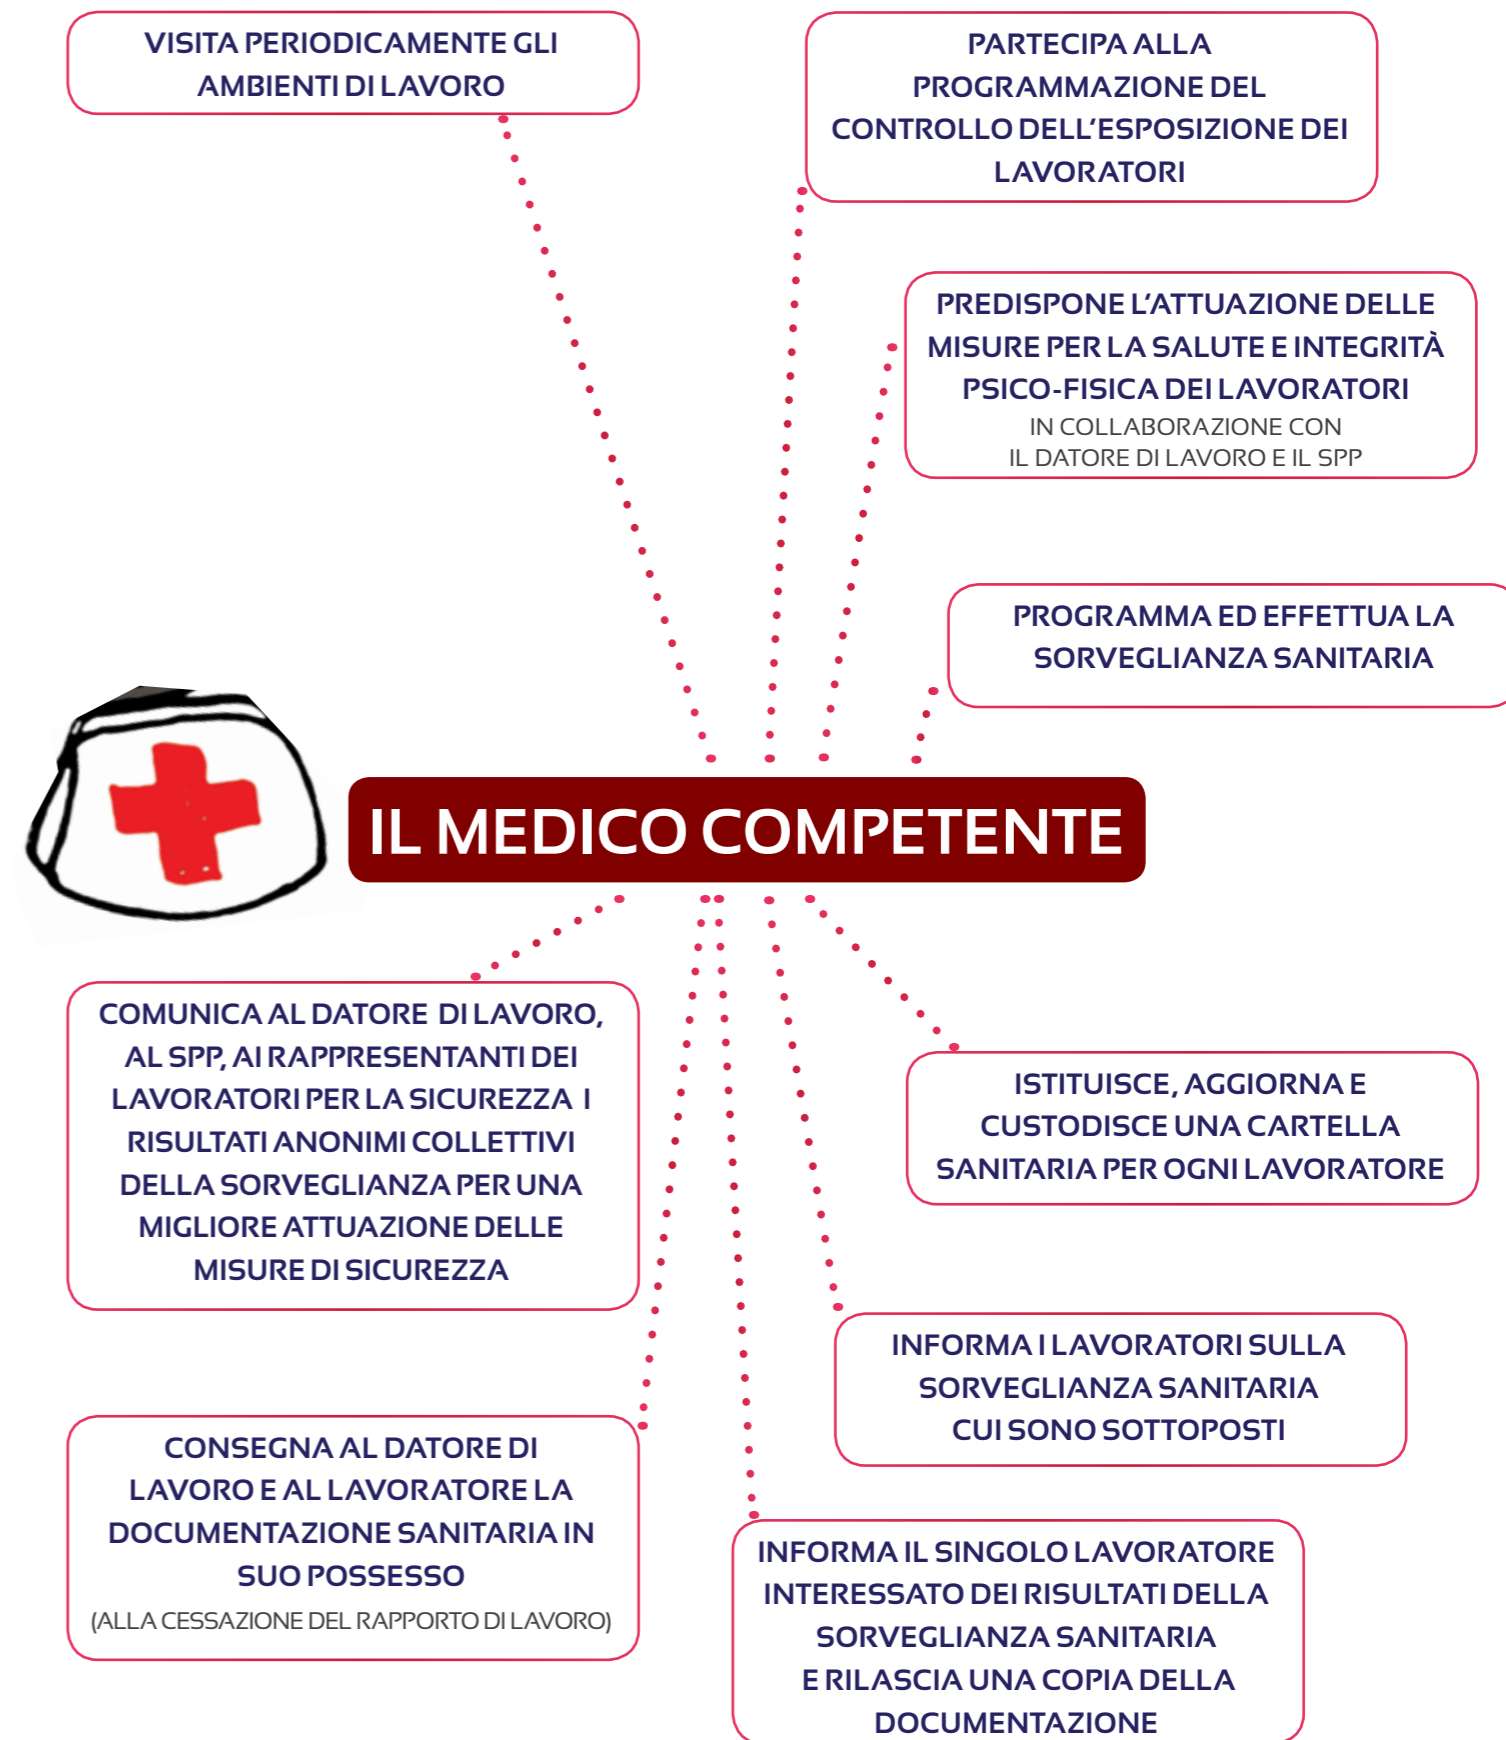 VISITA PERIODICAMENTE GLI
AMBIENTI DI LAVORO
PARTECIPA ALLA
PROGRAMMAZIONE DEL
CONTROLLO DELL'ESPOSIZIONE DEI
LAVORATORI
PREDISPONE L'ATTUAZIONE DELLE
MISURE PER LA SALUTE E INTEGRITÀ
PSICO-FISICA DEI LAVORATORI
IN COLLABORAZIONE CON
IL DATORE DI LAVORO E IL SPP
PROGRAMMA ED EFFETTUA LA
SORVEGLIANZA SANITARIA
IL MEDICO COMPETENTE
COMUNICA AL DATORE DI LAVORO,
AL SPP, AI RAPPRESENTANTI DEI
LAVORATORI PER LA SICUREZZA I
RISULTATI ANONIMI COLLETTIVI
DELLA SORVEGLIANZA PER UNA
MIGLIORE ATTUAZIONE DELLE
MISURE DI SICUREZZA
ISTITUISCE, AGGIORNA E
CUSTODISCE UNA CARTELLA
SANITARIA PER OGNI LAVORATORE
INFORMA I LAVORATORI SULLA
SORVEGLIANZA SANITARIA
CUI SONO SOTTOPOSTI
CONSEGNA AL DATORE DI
LAVORO E AL LAVORATORE LA
DOCUMENTAZIONE SANITARIA IN
SUO POSSESSO
(ALLA CESSAZIONE DEL RAPPORTO DI LAVORO)
INFORMA IL SINGOLO LAVORATORE
INTERESSATO DEI RISULTATI DELLA
SORVEGLIANZA SANITARIA
E RILASCIA UNA COPIA DELLA
DOCUMENTAZIONE